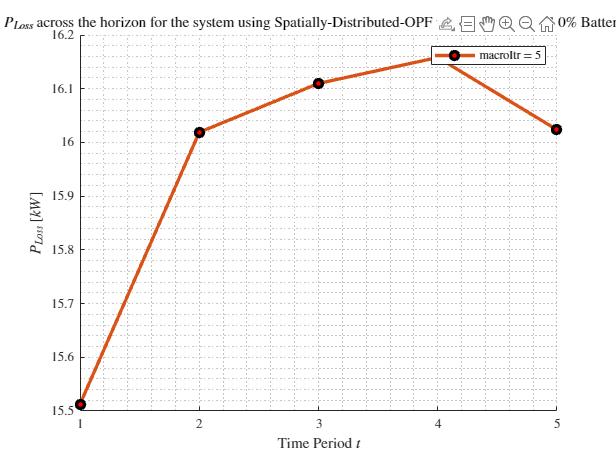 P_Loss across the horizon for the system using Spatially-Distributed-OPF 0% Batter
16.2
16.1
16
15.9
15.8
15.7
15.6
15.5
P_Loss [kW]
macroItr = 5
1 2 3 4 5
Time Period t